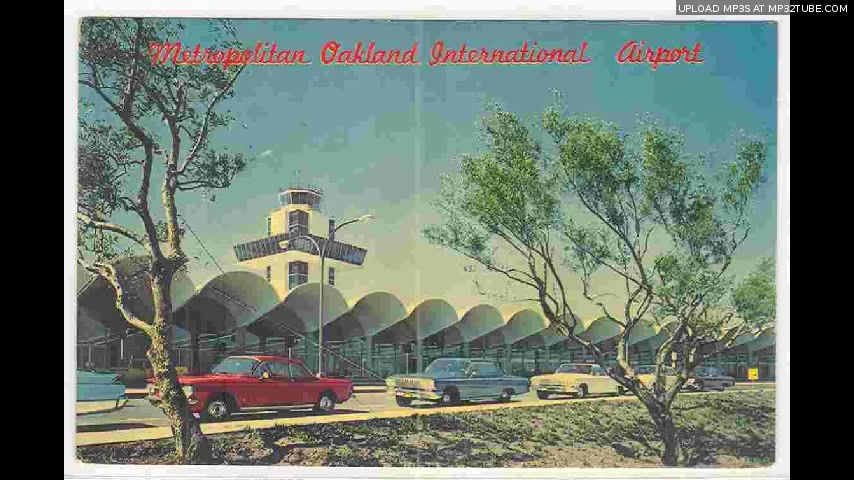 UPLOAD MP3S AT MP32TUBE.COM
Metropolitan Oakland International Airport